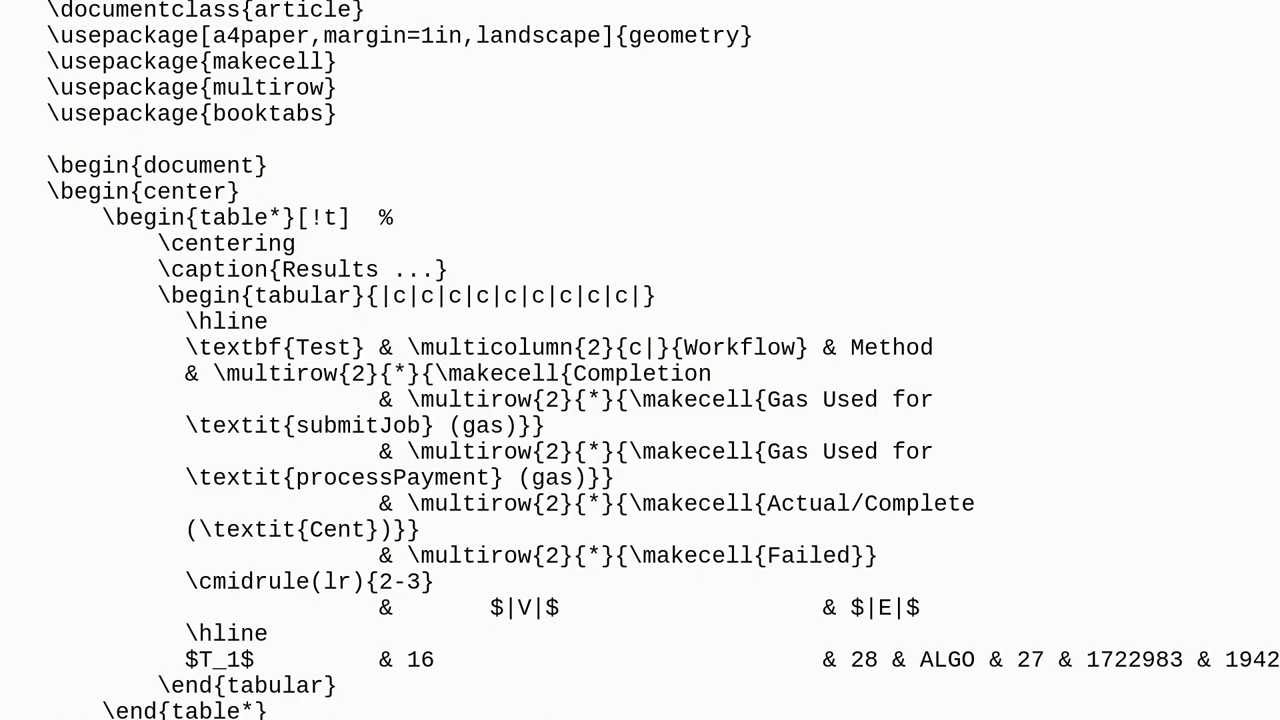 \documentclass{article}
\usepackage[a4paper,margin=1in,landscape]{geometry}
\usepackage{makecell}
\usepackage{multirow}
\usepackage{booktabs}

\begin{document}
\begin{center}
    \begin{table*}[!t]  %
        \centering
        \caption{Results ...}
        \begin{tabular}{|c|c|c|c|c|c|c|c|c|}
          \hline
          \textbf{Test} & \multicolumn{2}{c|}{Workflow} & Method
          & \multirow{2}{*}{\makecell{Completion
                        & \multirow{2}{*}{\makecell{Gas Used for
          \textit{submitJob} (gas)}}
                        & \multirow{2}{*}{\makecell{Gas Used for
          \textit{processPayment} (gas)}}
                        & \multirow{2}{*}{\makecell{Actual/Complete
          (\textit{Cent})}}
                        & \multirow{2}{*}{\makecell{Failed}}
          \cmidrule(lr){2-3}
                        &       $|V|$                   & $|E|$
          \hline
          $T_1$         & 16                            & 28 & ALGO & 27 & 1722983 & 1942
        \end{tabular}
    \end{table*}